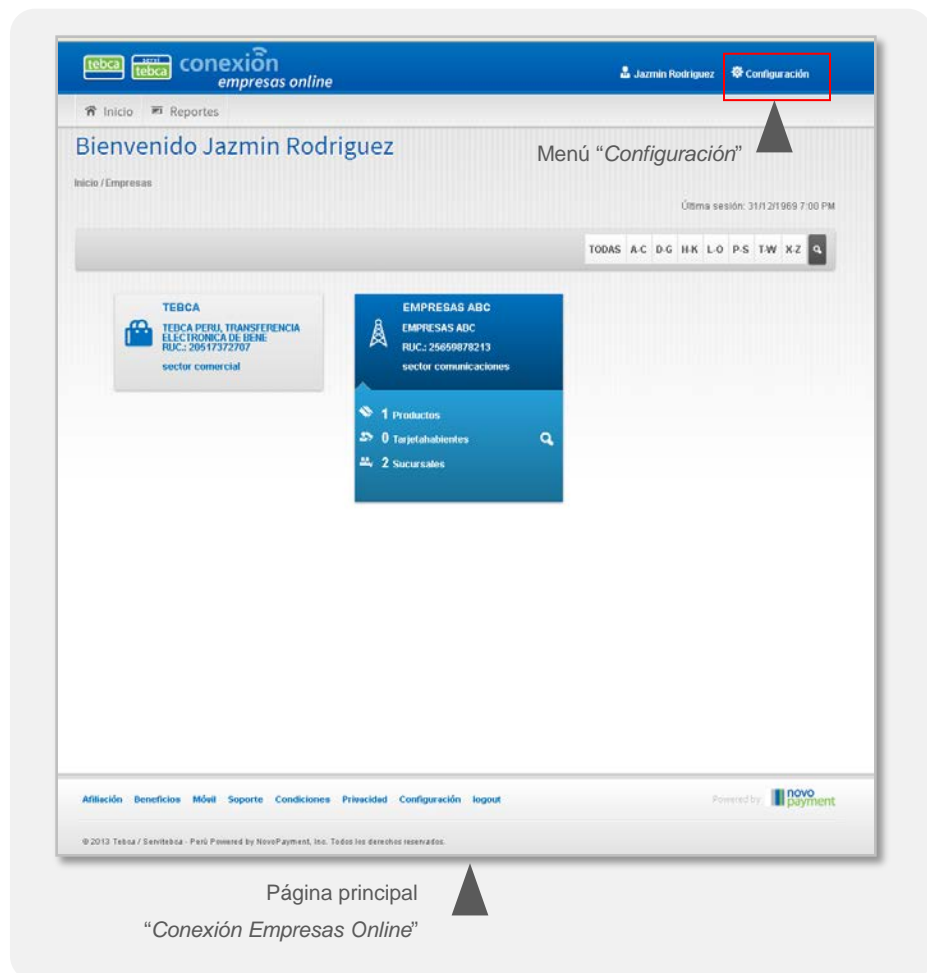 tebca servi tebca conexión
empresas online
Jazmin Rodriguez Configuración
Inicio Reportes
Bienvenido Jazmin Rodriguez
Menú “Configuración”
Inicio / Empresas
Última sesión: 31/12/1969 7:00 PM
TODAS A-C D-G H-K L-O P-S T-W X-Z
TEBCA
TEBCA PERU, TRANSFERENCIA
ELECTRONICA DE BENE
RUC.: 20517372707
sector comercial
EMPRESAS ABC
EMPRESAS ABC
RUC.: 25659878213
sector comunicaciones
1 Productos
0 Tarjetahabientes
2 Sucursales
Afiliación Beneficios Móvil Soporte Condiciones Privacidad Configuración logout
Powered by novo payment
© 2013 Tebca / Servitebca - Perú Powered by NovoPayment, Inc. Todos los derechos reservados.
Página principal
“Conexión Empresas Online”